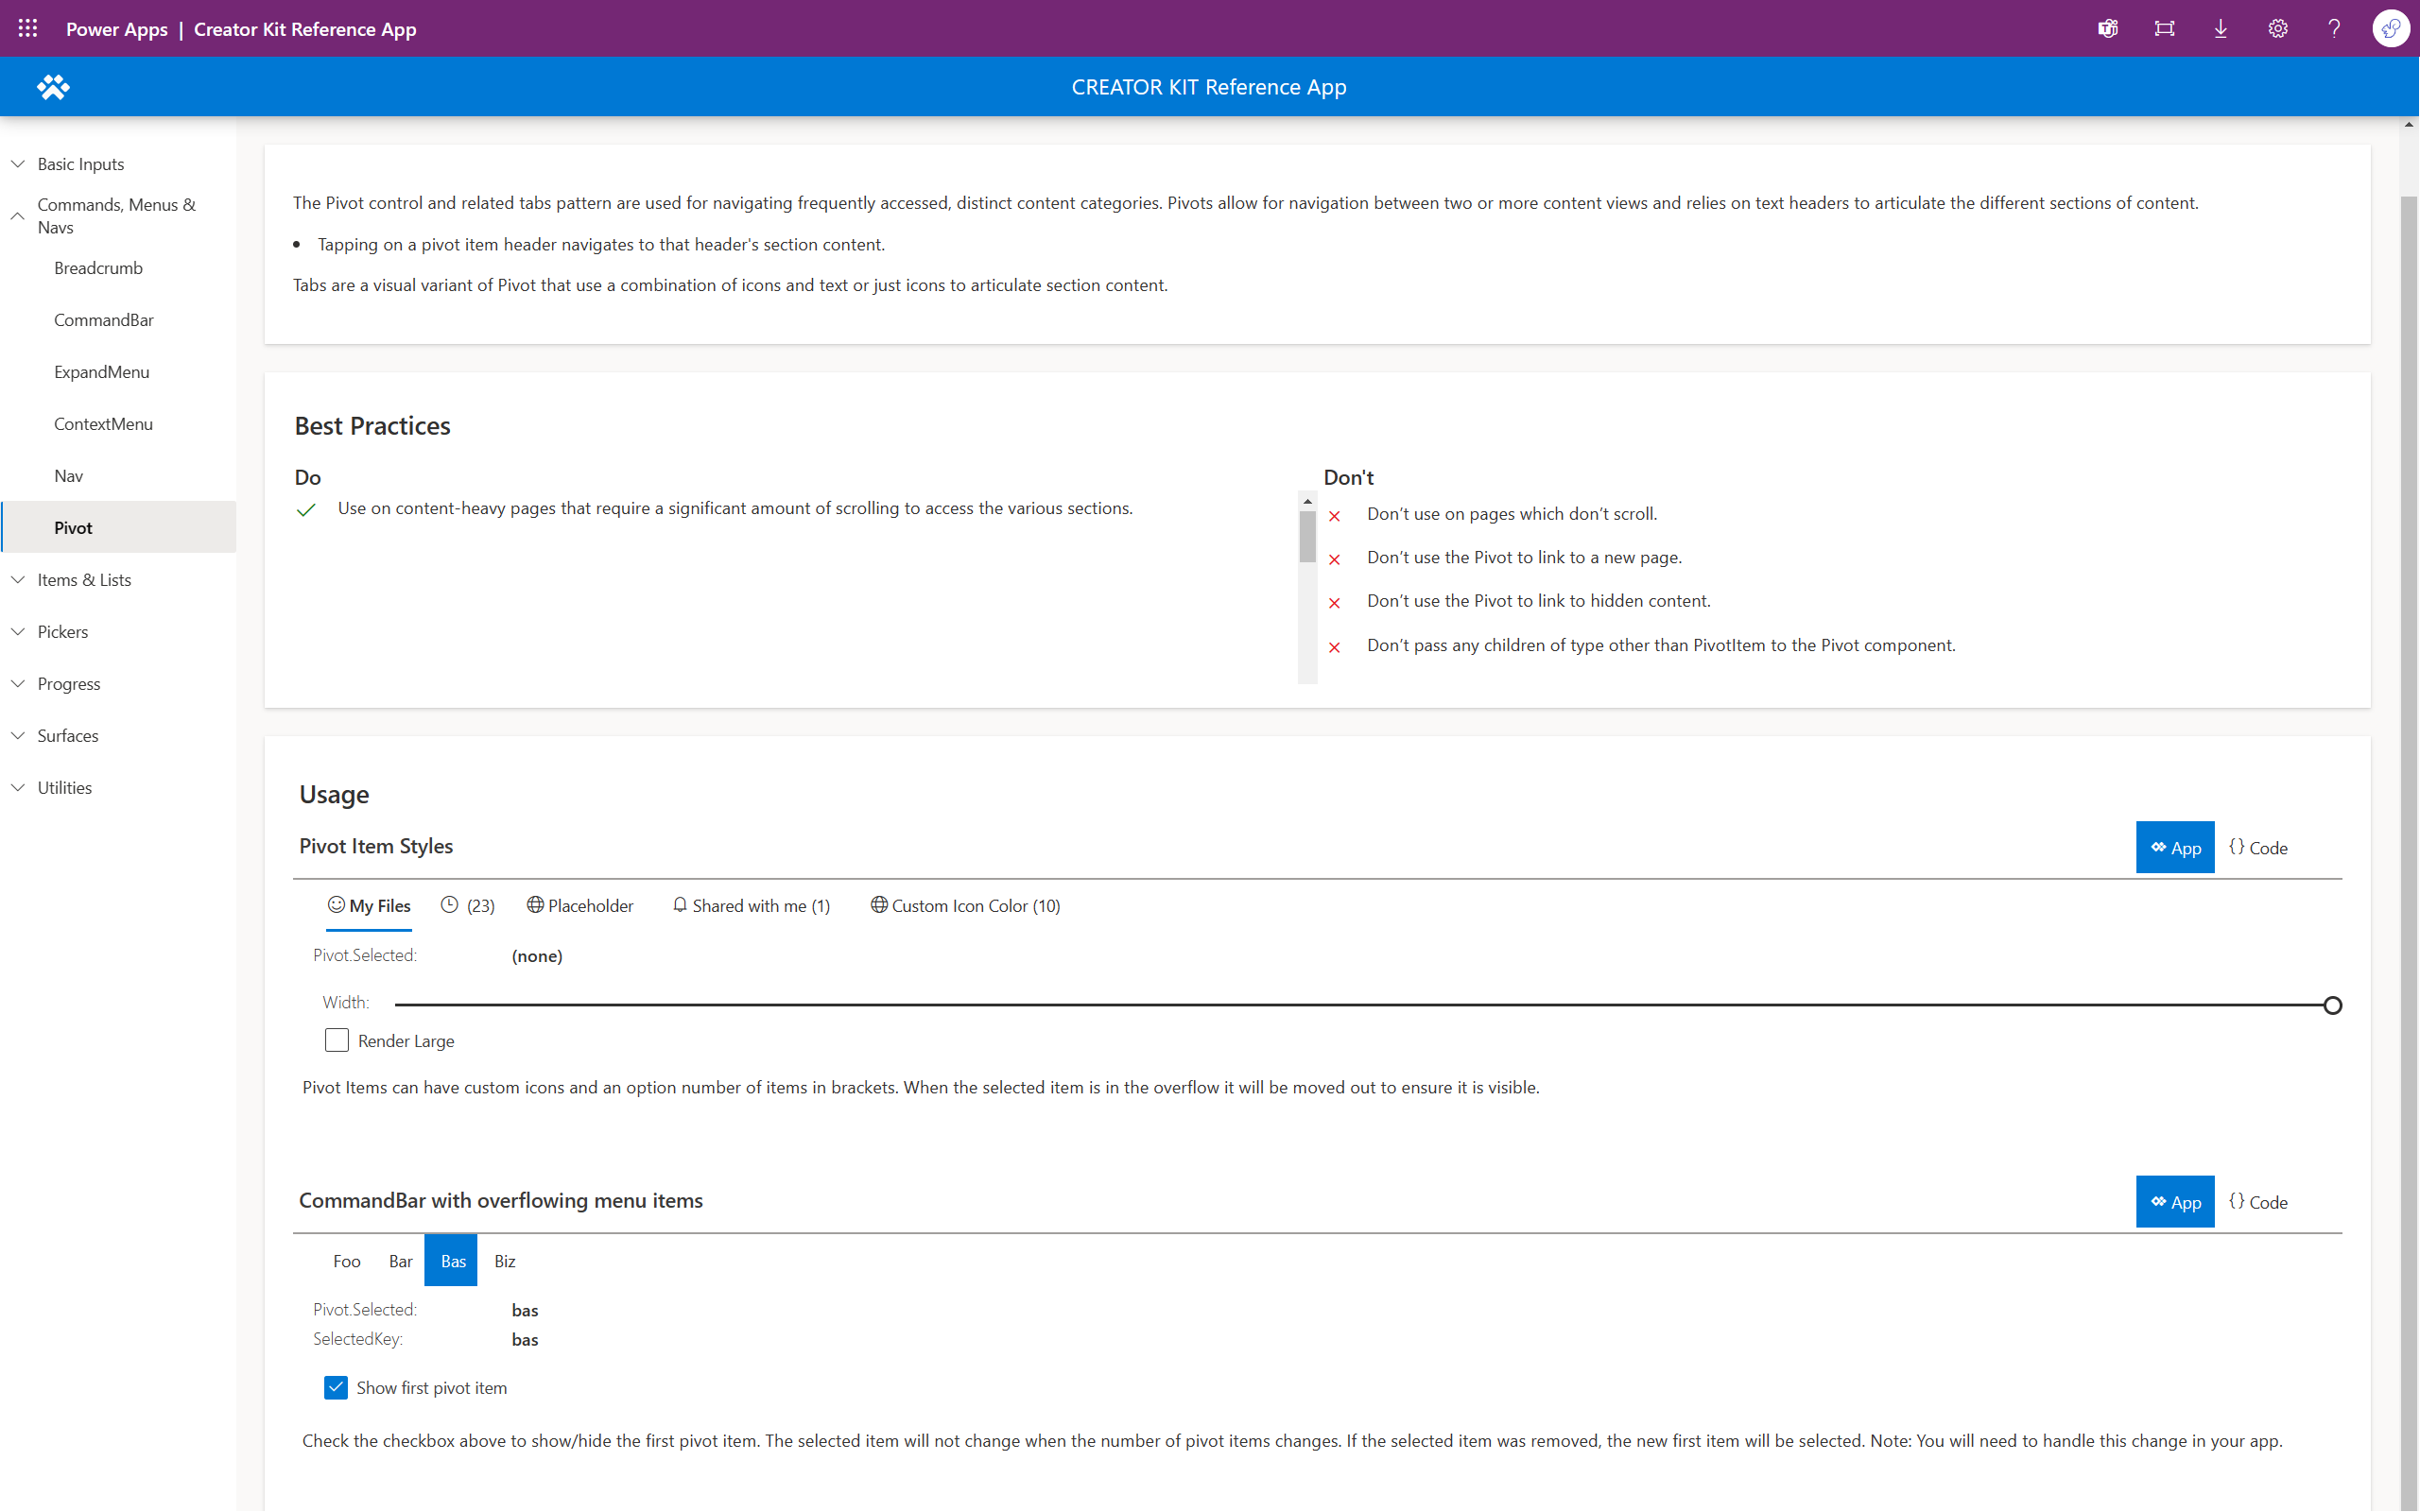 Power Apps | Creator Kit Reference App
CREATOR KIT Reference App
Basic Inputs
Commands, Menus &
Navs
Breadcrumb
CommandBar
ExpandMenu
ContextMenu
Nav
Pivot
Items & Lists
Pickers
Progress
Surfaces
Utilities
The Pivot control and related tabs pattern are used for navigating frequently accessed, distinct content categories. Pivots allow for navigation between two or more content views and relies on text headers to articulate the different sections of content.
• Tapping on a pivot item header navigates to that header's section content.
Tabs are a visual variant of Pivot that use a combination of icons and text or just icons to articulate section content.
Best Practices
Do
Use on content-heavy pages that require a significant amount of scrolling to access the various sections.
Don't
Don’t use on pages which don’t scroll.
Don’t use the Pivot to link to a new page.
Don’t use the Pivot to link to hidden content.
Don’t pass any children of type other than PivotItem to the Pivot component.
Usage
Pivot Item Styles
App {} Code
My Files (23) Placeholder Shared with me (1) Custom Icon Color (10)
Pivot.Selected: (none)
Width:
Render Large
Pivot Items can have custom icons and an option number of items in brackets. When the selected item is in the overflow it will be moved out to ensure it is visible.
CommandBar with overflowing menu items
App {} Code
Foo Bar Bas Biz
Pivot.Selected: bas
SelectedKey: bas
Show first pivot item
Check the checkbox above to show/hide the first pivot item. The selected item will not change when the number of pivot items changes. If the selected item was removed, the new first item will be selected. Note: You will need to handle this change in your app.